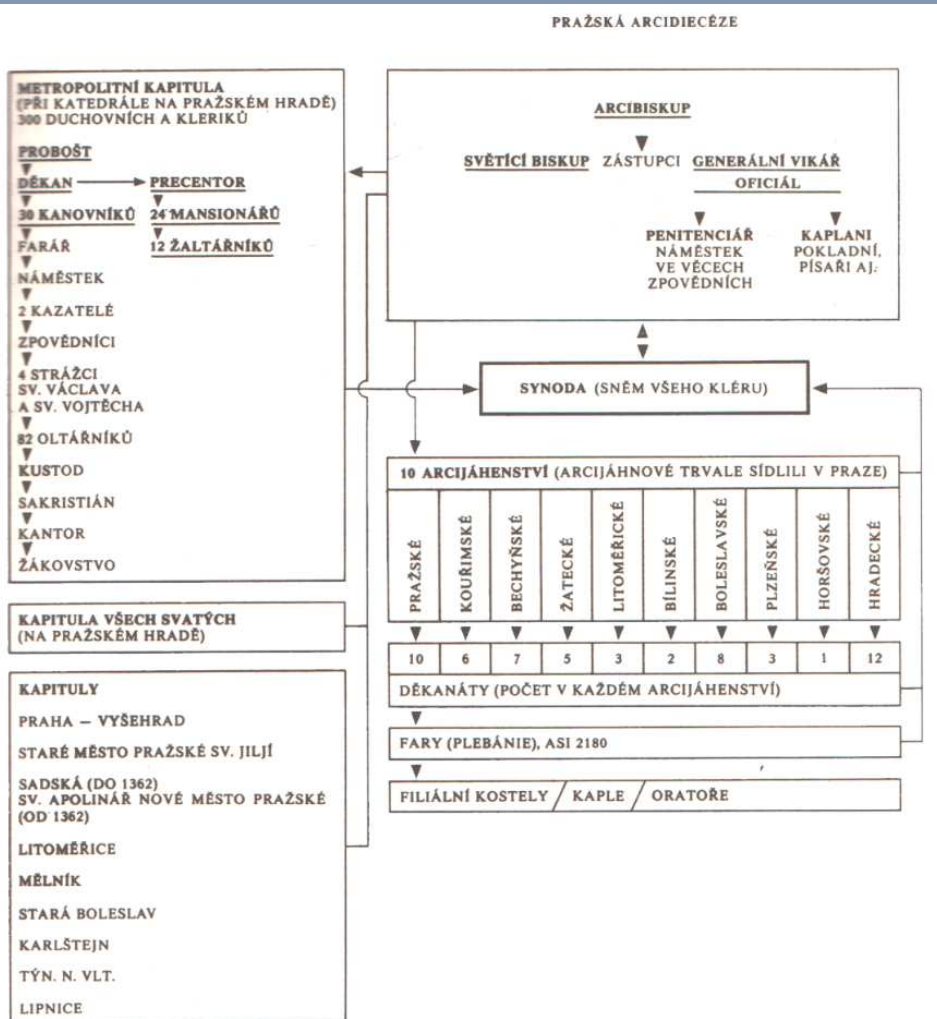 PRAŽSKÁ ARCIDIECÉZE
METROPOLITNÍ KAPITULA
(PŘI KATEDRÁLE NA PRAŽSKÉM HRADĚ)
300 DUCHOVNÍCH A KLERIKŮ
PROBOŠT
DĚKAN
PRECENTOR
30 KANOVNÍKŮ
24 MANSIONÁŘŮ
FARÁŘ
12 ŽALTÁŘNÍKŮ
NÁMĚSTEK
2 KAZATELÉ
ZPOVĚDNÍCI
4 STRÁŽCI
SV. VÁCLAVA
A SV. VOJTĚCHA
82 OLTÁŘNÍKŮ
KUSTOD
SAKRISTIÁN
KANTOR
ŽÁKOVSTVO
KAPITULA VŠECH SVATÝCH
(NA PRAŽSKÉM HRADĚ)
KAPITULY
PRAHA – VYŠEHRAD
STARÉ MĚSTO PRAŽSKÉ SV. JILJÍ
SADSKÁ (DO 1362)
SV. APOLINÁŘ NOVÉ MĚSTO PRAŽSKÉ
(OD 1362)
LITOMĚŘICE
MĚLNÍK
STARÁ BOLESLAV
KARLŠTEJN
TÝN. N. VLT.
LIPNICE
ARCIBISKUP
SVĚTÍCÍ BISKUP
ZÁSTUPCI
GENERÁLNÍ VIKÁŘ
OFICIÁL
PENITENCIÁŘ
NÁMĚSTEK
VE VĚCECH
ZPOVĚDNÍCH
KAPLANI
POKLADNÍ,
PÍSAŘI AJ.
SYNODA (SNĚM VŠEHO KLÉRU)
10 ARCIJÁHENSTVÍ (ARCIJÁHNOVÉ TRVALE SÍDLILI V PRAZE)
PRAŽSKÉ
KOUŘIMSKÉ
BECHYŇSKÉ
ŽATECKÉ
LITOMĚŘICKÉ
BÍLINSKÉ
BOLESLAVSKÉ
PLZEŇSKÉ
HORŠOVSKÉ
HRADECKÉ
10 6 7 5 3 2 8 3 1 12
DĚKANÁTY (POČET V KAŽDÉM ARCIJÁHENSTVÍ)
FARY (PLEBÁNIE), ASI 2180
FILIÁLNÍ KOSTELY / KAPLE / ORATOŘE